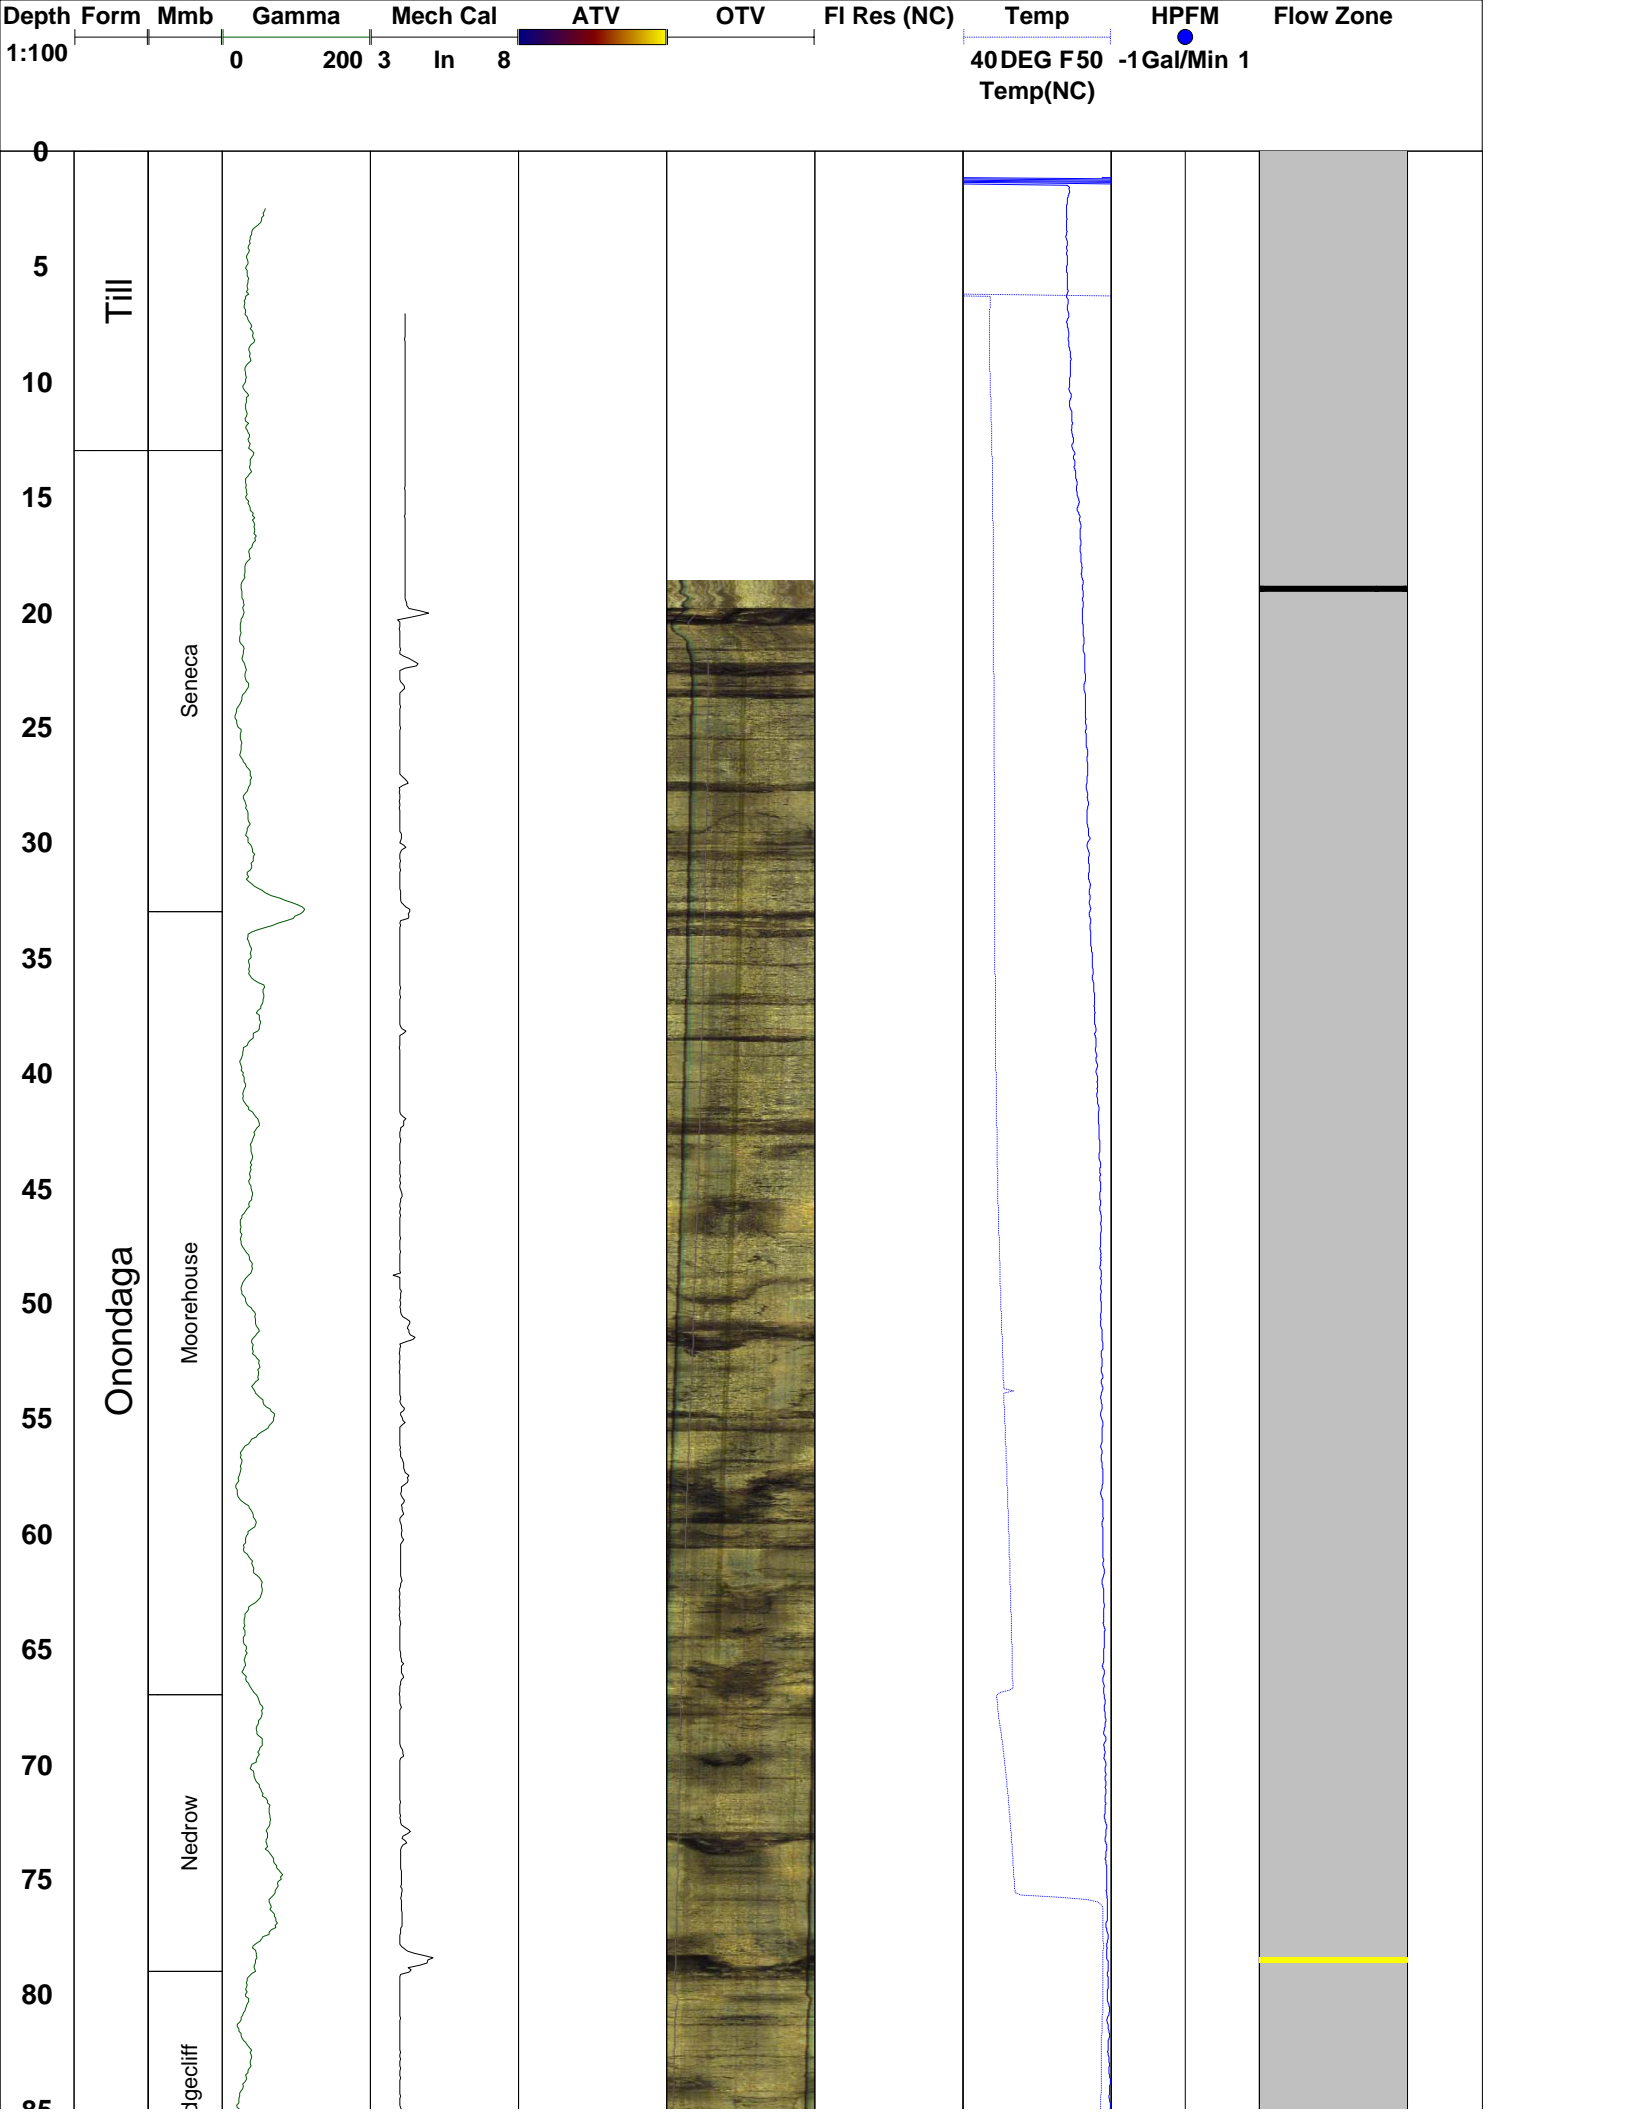 Depth Form Mmb Gamma Mech Cal ATV OTV Fl Res (NC) Temp HPFM Flow Zone
1:100 0 200 3 In 8 40 DEG F 50 -1 Gal/Min 1
Temp(NC)
0
5
Till
10
15
20
Seneca
25
30
35
40
45
Moorehouse
50
Onondaga
55
60
65
70
Nedrow
75
80
dgecliff
85